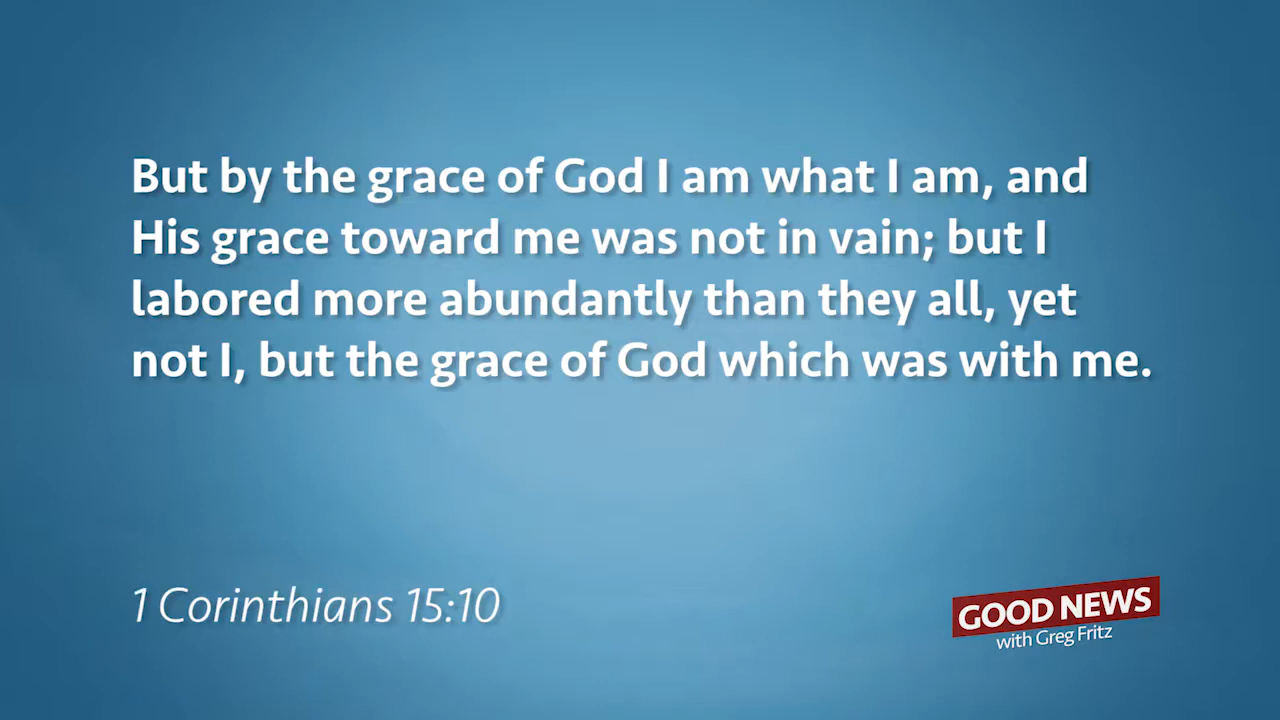 But by the grace of God I am what I am, and
His grace toward me was not in vain; but I
labored more abundantly than they all, yet
not I, but the grace of God which was with me.
1 Corinthians 15:10
GOOD NEWS
with Greg Fritz